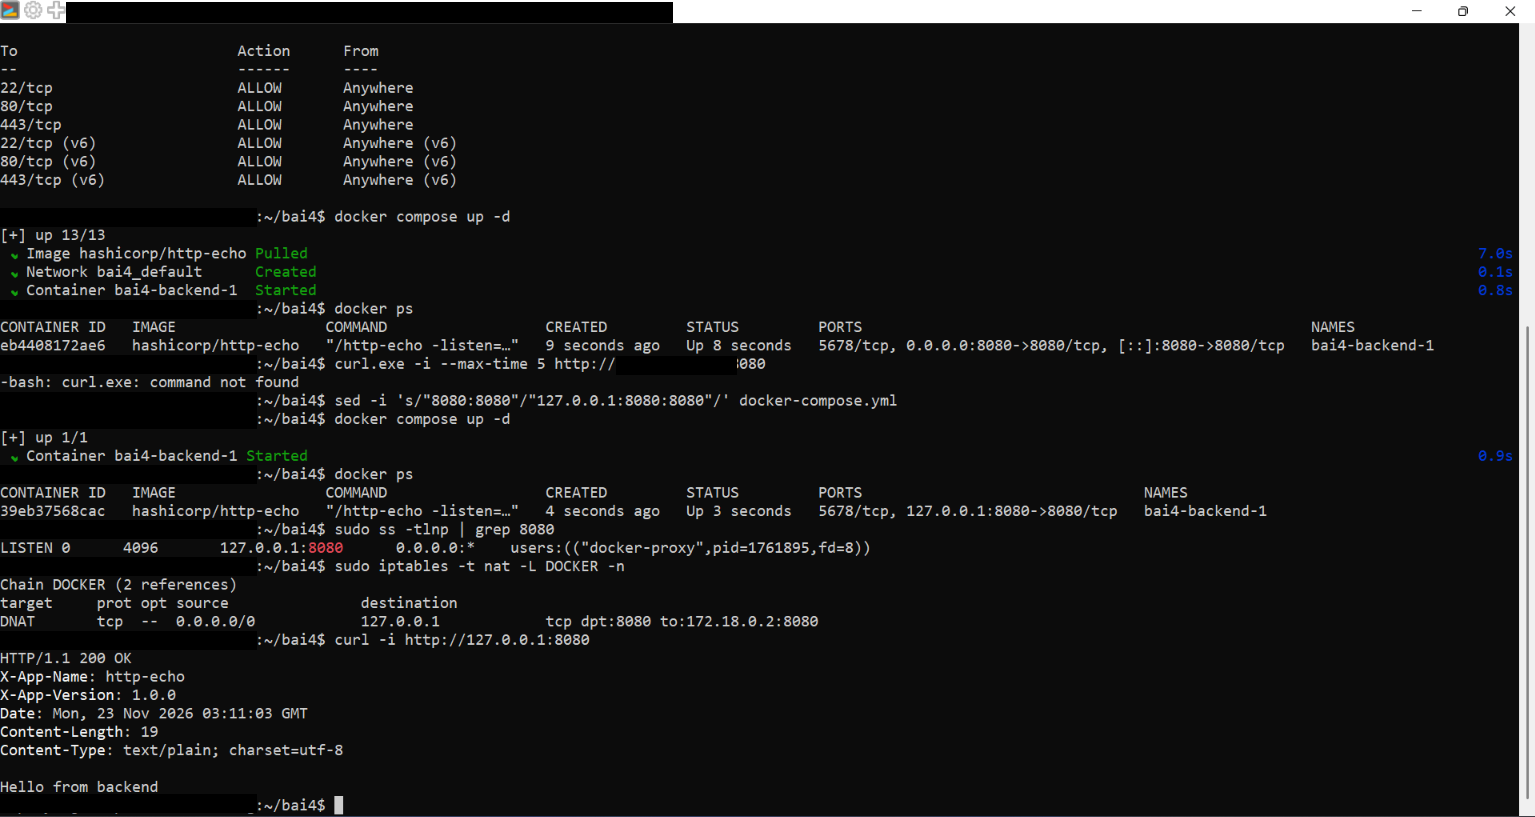 To Action From
-- ------ ----
22/tcp ALLOW Anywhere
80/tcp ALLOW Anywhere
443/tcp ALLOW Anywhere
22/tcp (v6) ALLOW Anywhere (v6)
80/tcp (v6) ALLOW Anywhere (v6)
443/tcp (v6) ALLOW Anywhere (v6)
:~/bai4$ docker compose up -d
[+] up 13/13
Image hashicorp/http-echo Pulled 7.0s
Network bai4_default Created 0.1s
Container bai4-backend-1 Started 0.8s
:~/bai4$ docker ps
CONTAINER ID IMAGE COMMAND CREATED STATUS PORTS NAMES
eb4408172ae6 hashicorp/http-echo "/http-echo -listen=…" 9 seconds ago Up 8 seconds 5678/tcp, 0.0.0.0:8080->8080/tcp, [::]:8080->8080/tcp bai4-backend-1
:~/bai4$ curl.exe -i --max-time 5 http:// :8080
-bash: curl.exe: command not found
:~/bai4$ sed -i 's/"8080:8080"/"127.0.0.1:8080:8080"/' docker-compose.yml
:~/bai4$ docker compose up -d
[+] up 1/1
Container bai4-backend-1 Started 0.9s
:~/bai4$ docker ps
CONTAINER ID IMAGE COMMAND CREATED STATUS PORTS NAMES
39eb37568cac hashicorp/http-echo "/http-echo -listen=…" 4 seconds ago Up 3 seconds 5678/tcp, 127.0.0.1:8080->8080/tcp bai4-backend-1
:~/bai4$ sudo ss -tlnp | grep 8080
LISTEN 0 4096 127.0.0.1:8080 0.0.0.0:* users:(("docker-proxy",pid=1761895,fd=8))
:~/bai4$ sudo iptables -t nat -L DOCKER -n
Chain DOCKER (2 references)
target prot opt source destination
DNAT tcp -- 0.0.0.0/0 127.0.0.1 tcp dpt:8080 to:172.18.0.2:8080
:~/bai4$ curl -i http://127.0.0.1:8080
HTTP/1.1 200 OK
X-App-Name: http-echo
X-App-Version: 1.0.0
Date: Mon, 23 Nov 2026 03:11:03 GMT
Content-Length: 19
Content-Type: text/plain; charset=utf-8
Hello from backend
:~/bai4$